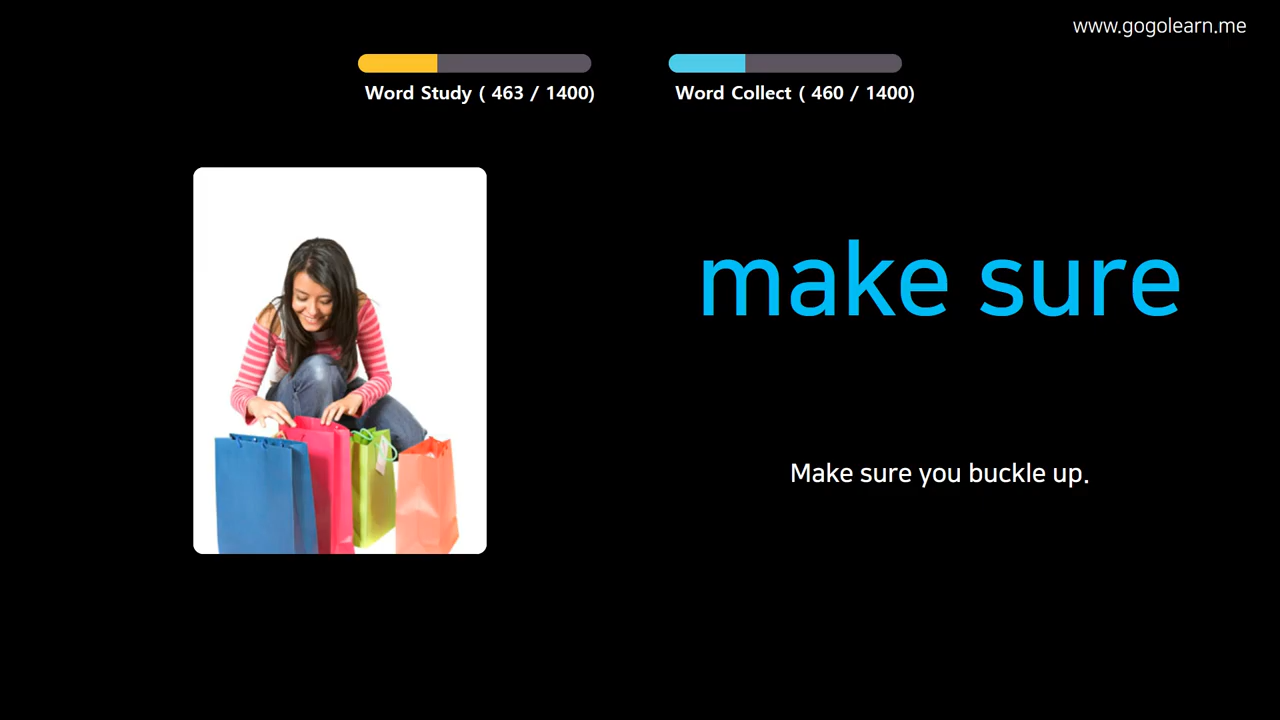 www.gogolearn.me
Word Study ( 463 / 1400)
Word Collect ( 460 / 1400)
make sure
Make sure you buckle up.